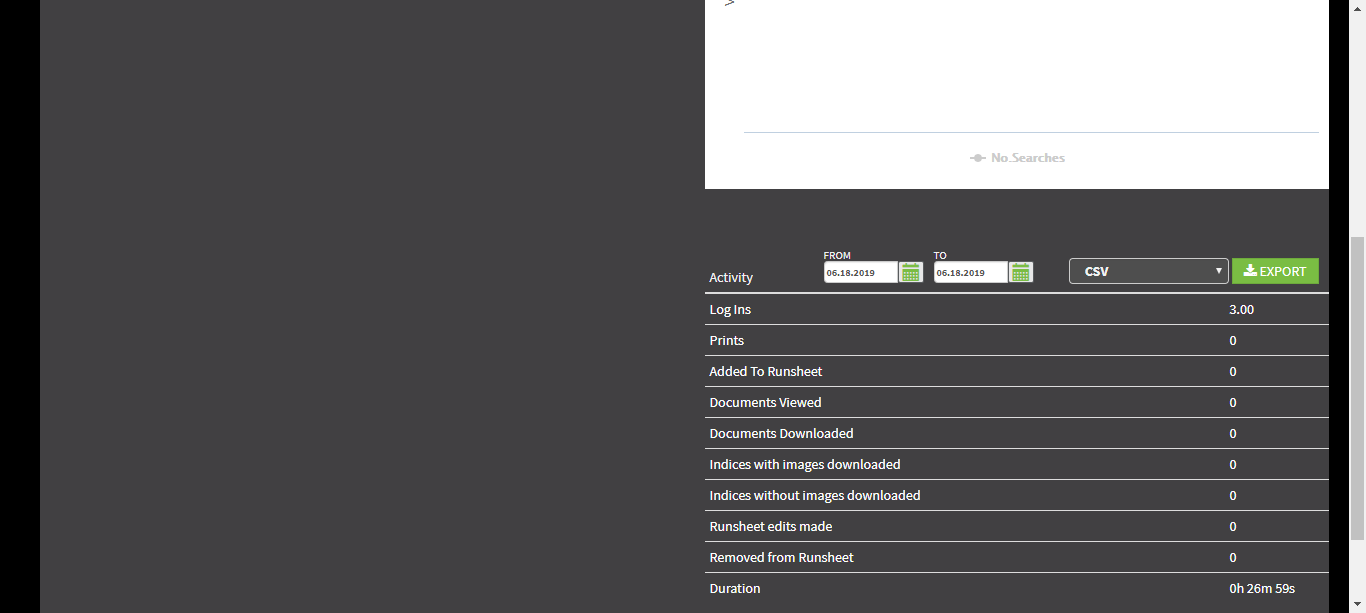 No.Searches
FROM TO
Activity 06.18.2019 06.18.2019 CSV EXPORT
Log Ins 3.00
Prints 0
Added To Runsheet 0
Documents Viewed 0
Documents Downloaded 0
Indices with images downloaded 0
Indices without images downloaded 0
Runsheet edits made 0
Removed from Runsheet 0
Duration 0h 26m 59s